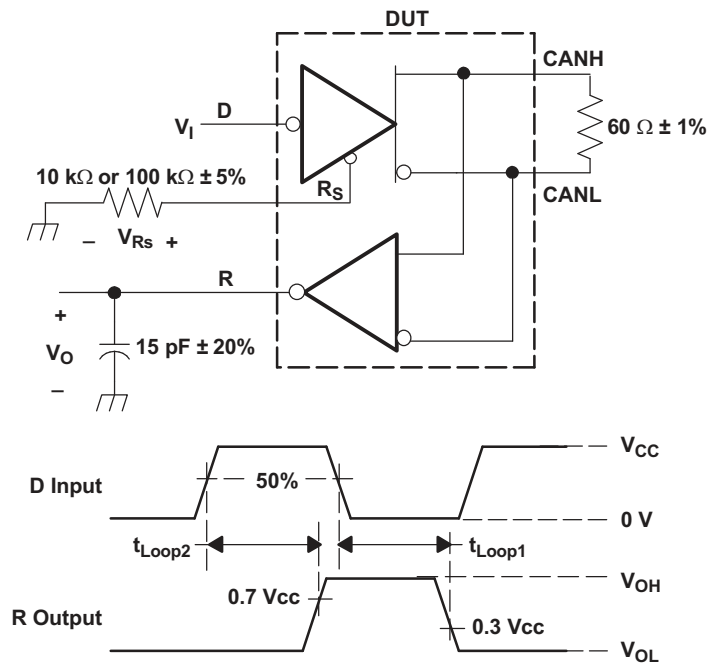 DUT
CANH
D
V_I
60 Ω ± 1%
10 kΩ or 100 kΩ ± 5%
R_S
CANL
– V_Rs +
R
+
V_O
15 pF ± 20%
–
V_CC
D Input
50%
0 V
t_Loop2
t_Loop1
V_OH
0.7 Vcc
R Output
0.3 Vcc
V_OL